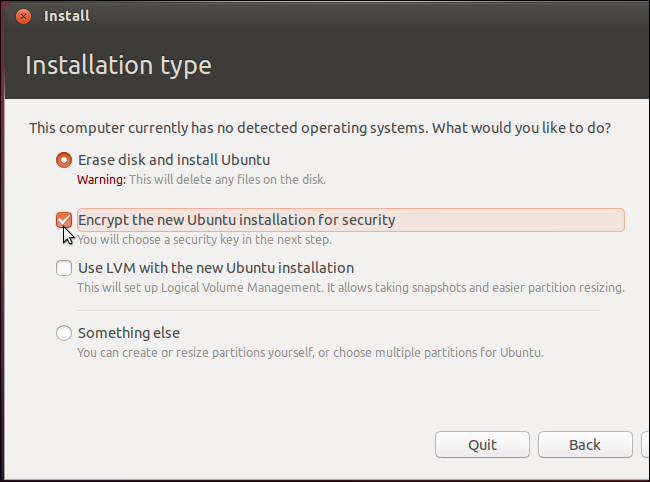 Install
Installation type
This computer currently has no detected operating systems. What would you like to do?
Erase disk and install Ubuntu
Warning: This will delete any files on the disk.
Encrypt the new Ubuntu installation for security
You will choose a security key in the next step.
Use LVM with the new Ubuntu installation
This will set up Logical Volume Management. It allows taking snapshots and easier partition resizing.
Something else
You can create or resize partitions yourself, or choose multiple partitions for Ubuntu.
Quit
Back